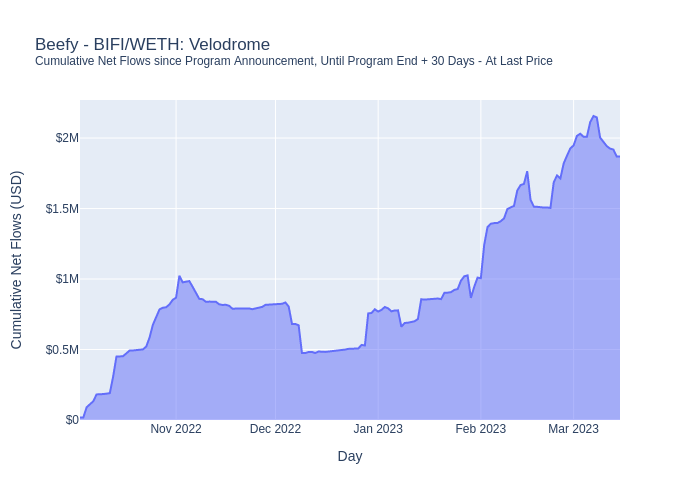 Beefy - BIFI/WETH: Velodrome
Cumulative Net Flows since Program Announcement, Until Program End + 30 Days - At Last Price
Cumulative Net Flows (USD)
$2M
$1.5M
$1M
$0.5M
$0
Nov 2022 Dec 2022 Jan 2023 Feb 2023 Mar 2023
Day